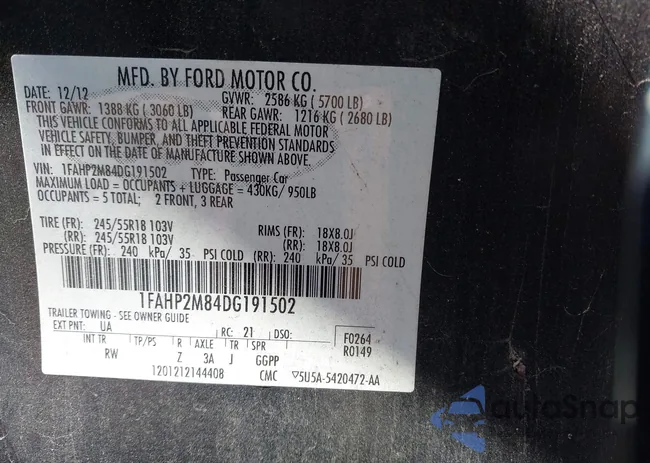 MFD. BY FORD MOTOR CO.
DATE: 12/12 GVWR: 2586 KG ( 5700 LB)
FRONT GAWR: 1388 KG ( 3060 LB) REAR GAWR: 1216 KG ( 2680 LB)
THIS VEHICLE CONFORMS TO ALL APPLICABLE FEDERAL MOTOR
VEHICLE SAFETY, BUMPER, AND THEFT PREVENTION STANDARDS
IN EFFECT ON THE DATE OF MANUFACTURE SHOWN ABOVE.
VIN: 1FAHP2M84DG191502 TYPE: Passenger Car
MAXIMUM LOAD = OCCUPANTS + LUGGAGE = 430KG/ 950LB
OCCUPANTS = 5 TOTAL; 2 FRONT, 3 REAR
TIRE (FR): 245/55R18 103V RIMS (FR): 18X8.0J
(RR): 245/55R18 103V (RR): 18X8.0J
PRESSURE (FR): 240 kPa/ 35 PSI COLD (RR): 240 kPa/ 35 PSI COLD
1FAHP2M84DG191502
TRAILER TOWING - SEE OWNER GUIDE
EXT PNT: UA RC: 21 DSO: F0264
INT TR TP/PS R AXLE TR SPR R0149
RW Z 3A J GGPP
1201212144408 CMC ▽5U5A-5420472-AA
autoSnap